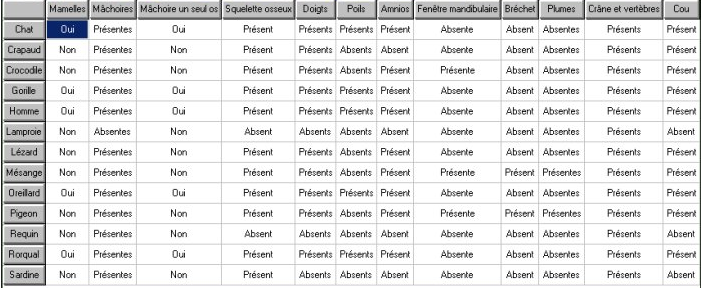 Mamelles Mâchoires Mâchoire un seul os Squelette osseux Doigts Poils Amnios Fenêtre mandibulaire Bréchet Plumes Crâne et vertèbres Cou
Chat Oui Présentes Oui Présent Présents Présents Présent Absente Absent Absentes Présents Présent
Crapaud Non Présentes Non Présent Présents Absents Absent Absente Absent Absentes Présents Présent
Crocodile Non Présentes Non Présent Présents Absents Présent Présente Absent Absentes Présents Présent
Gorille Oui Présentes Oui Présent Présents Présents Présent Absente Absent Absentes Présents Présent
Homme Oui Présentes Oui Présent Présents Présents Présent Absente Absent Absentes Présents Présent
Lamproie Non Absentes Non Absent Absents Absents Absent Absente Absent Absentes Présents Absent
Lézard Non Présentes Non Présent Présents Absents Présent Absente Absent Absentes Présents Présent
Mésange Non Présentes Non Présent Présents Absents Présent Présente Présent Présentes Présents Présent
Oreillard Oui Présentes Oui Présent Présents Présents Présent Absente Absent Absentes Présents Présent
Pigeon Non Présentes Non Présent Présents Absents Présent Présente Présent Présentes Présents Présent
Requin Non Présentes Non Absent Absents Absents Absent Absente Absent Absentes Présents Absent
Rorqual Oui Présentes Oui Présent Présents Présents Présent Absente Absent Absentes Présents Présent
Sardine Non Présentes Non Présent Absents Absents Absent Absente Absent Absentes Présents Absent